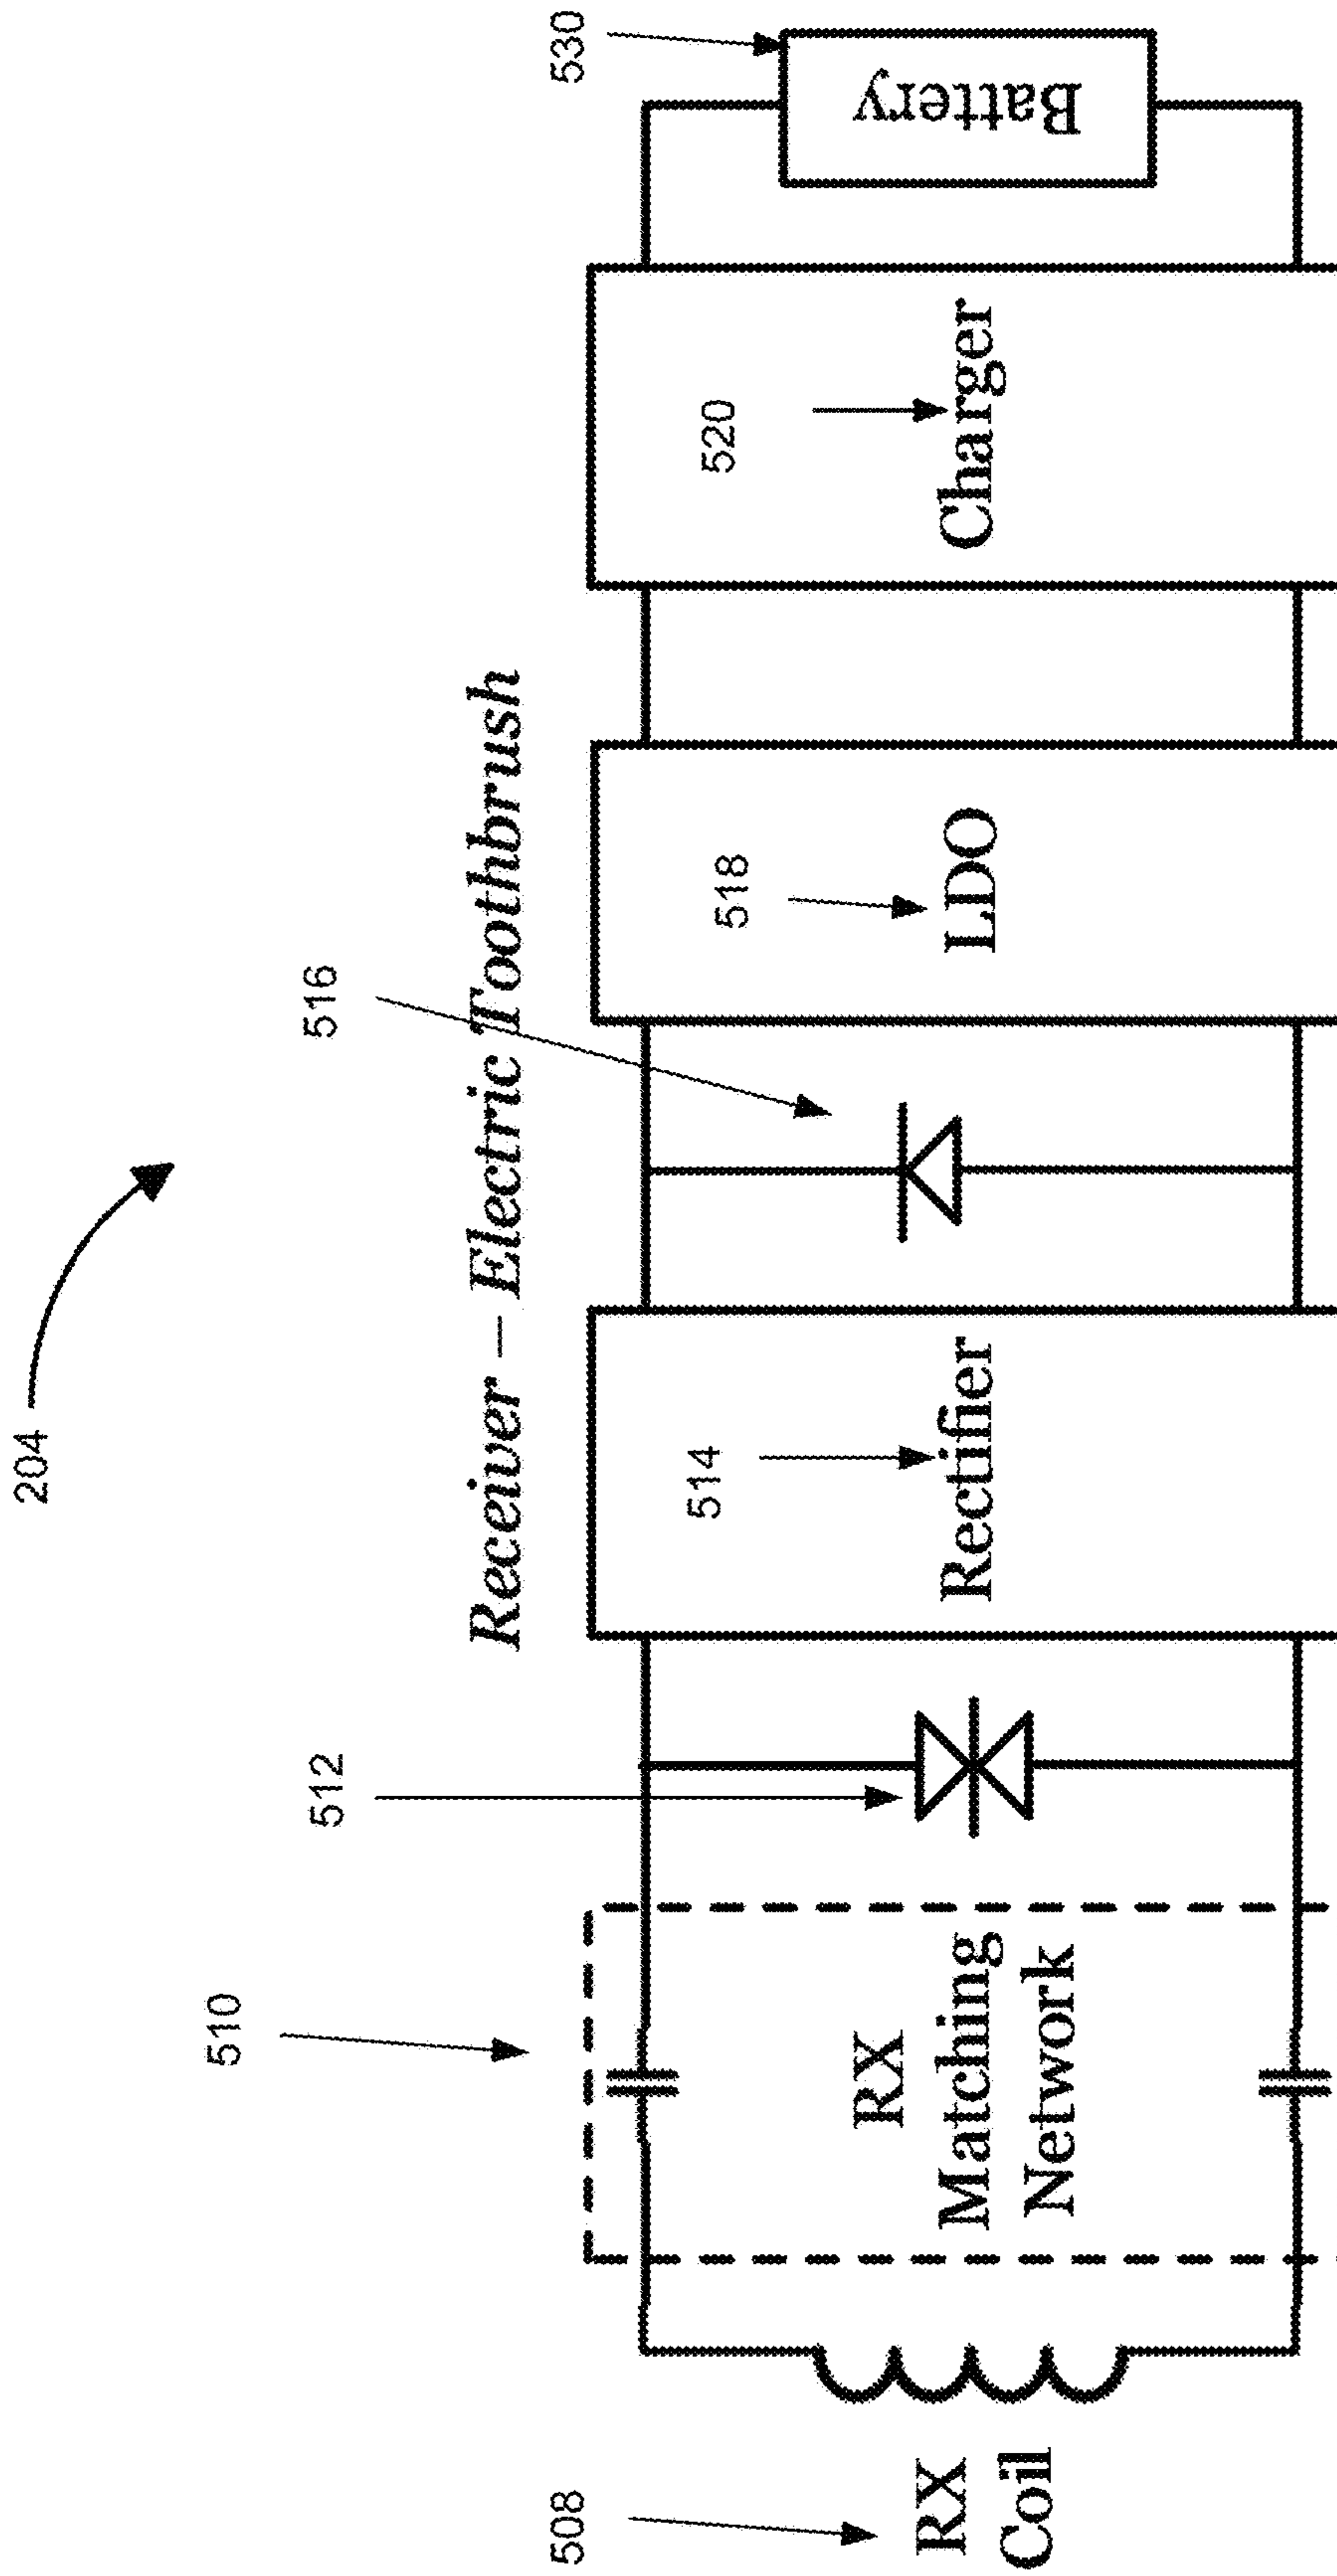 204
Receiver – Electric Toothbrush
516
512
510
508
RX
Coil
RX
Matching
Network
514
Rectifier
518
LDO
520
Charger
530
Battery